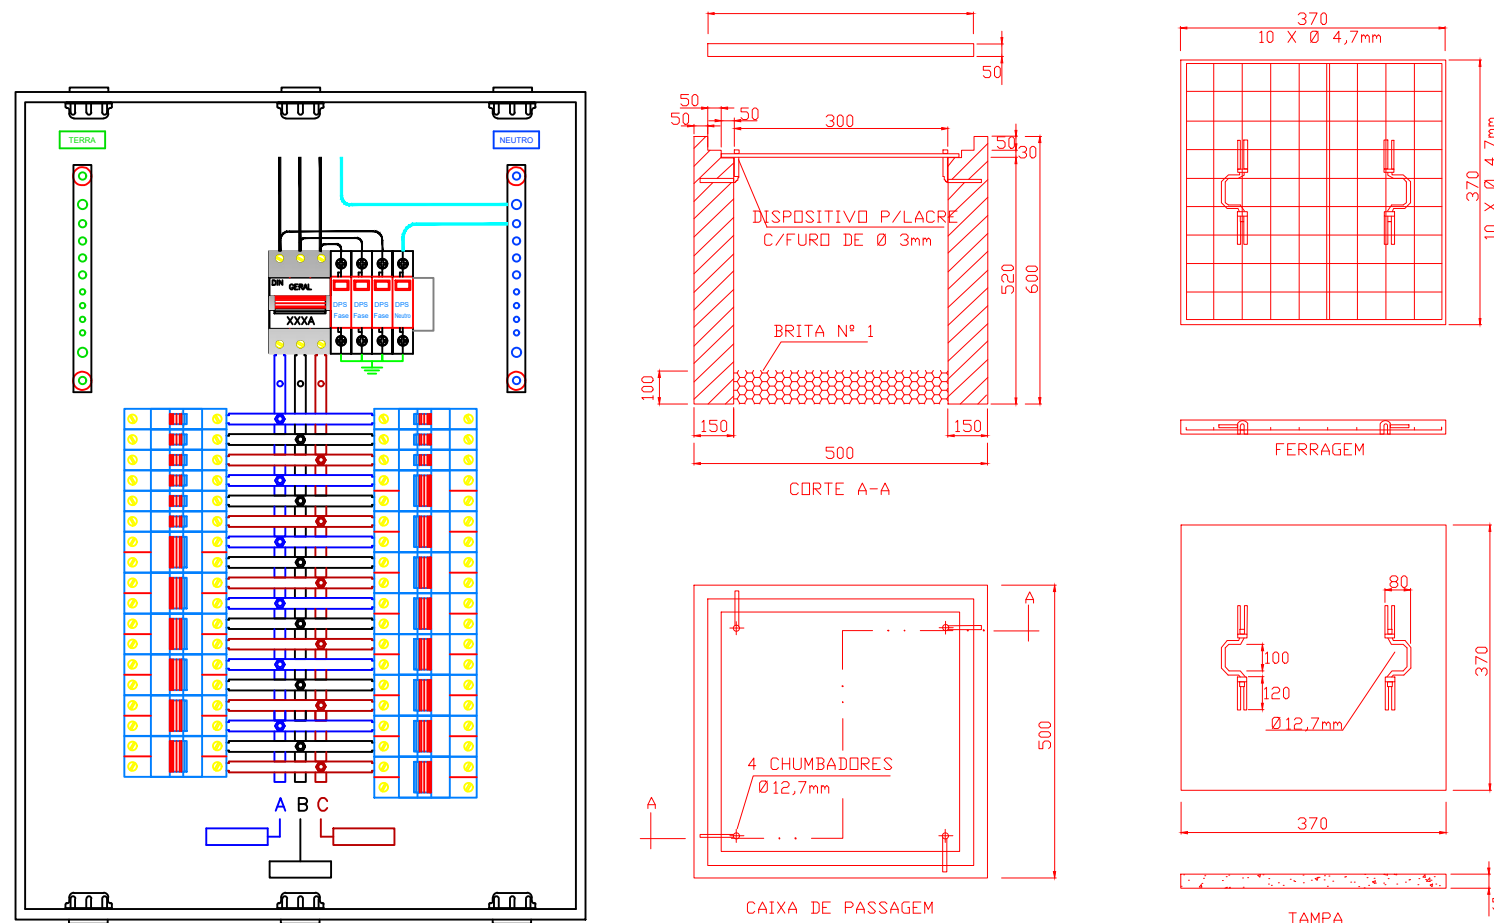 TERRA
NEUTRO
DIN
GERAL
XXXA
DPS
Fase
DPS
Fase
DPS
Fase
DPS
Neutro
A B C
50
50
50
50
300
50
30
DISPOSITIVO P/LACRE
C/FURO DE Ø 3mm
520
600
BRITA Nº 1
100
150
150
500
CORTE A-A
A
4 CHUMBADORES
Ø12,7mm
A
500
CAIXA DE PASSAGEM
370
10 X Ø 4,7mm
370
10 X Ø 4,7mm
FERRAGEM
80
100
120
Ø12,7mm
370
370
TAMPA